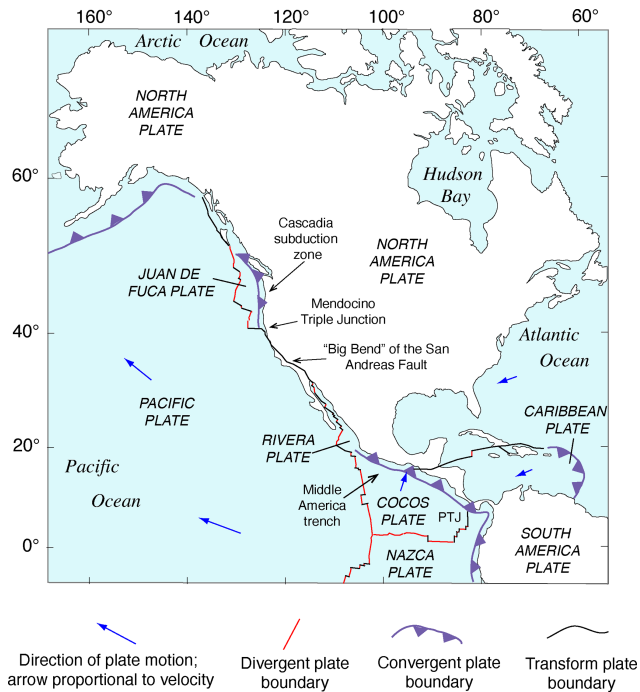 160° 140° 120° 100° 80° 60°
Arctic Ocean
NORTH
AMERICA
PLATE
60°
Hudson
Bay
Cascadia
subduction
zone
NORTH
AMERICA
PLATE
JUAN DE
FUCA PLATE
Mendocino
Triple Junction
40°
Atlantic
Ocean
“Big Bend” of the San
Andreas Fault
PACIFIC
PLATE
CARIBBEAN
PLATE
RIVERA
PLATE
20°
Pacific
Ocean
Middle
America
trench
COCOS
PLATE
PTJ
SOUTH
AMERICA
PLATE
0°
NAZCA
PLATE
Direction of plate motion;
arrow proportional to velocity
Divergent plate
boundary
Convergent plate
boundary
Transform plate
boundary